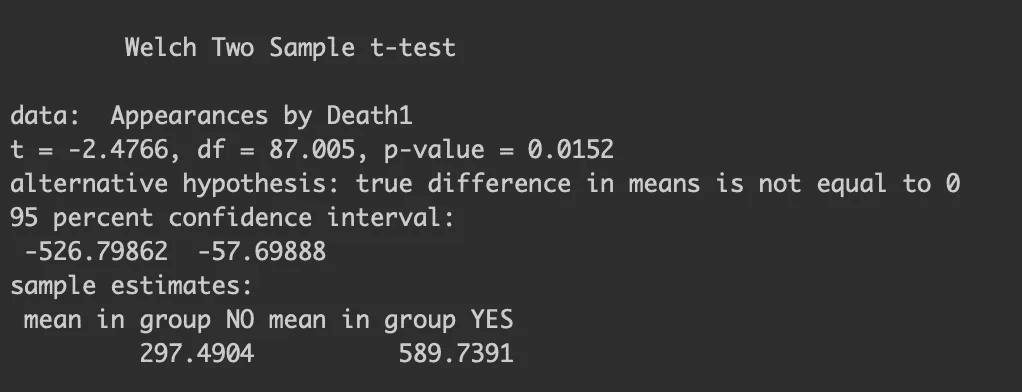 Welch Two Sample t-test
data:  Appearances by Death1
t = -2.4766, df = 87.005, p-value = 0.0152
alternative hypothesis: true difference in means is not equal to 0
95 percent confidence interval:
 -526.79862  -57.69888
sample estimates:
 mean in group NO mean in group YES
         297.4904          589.7391